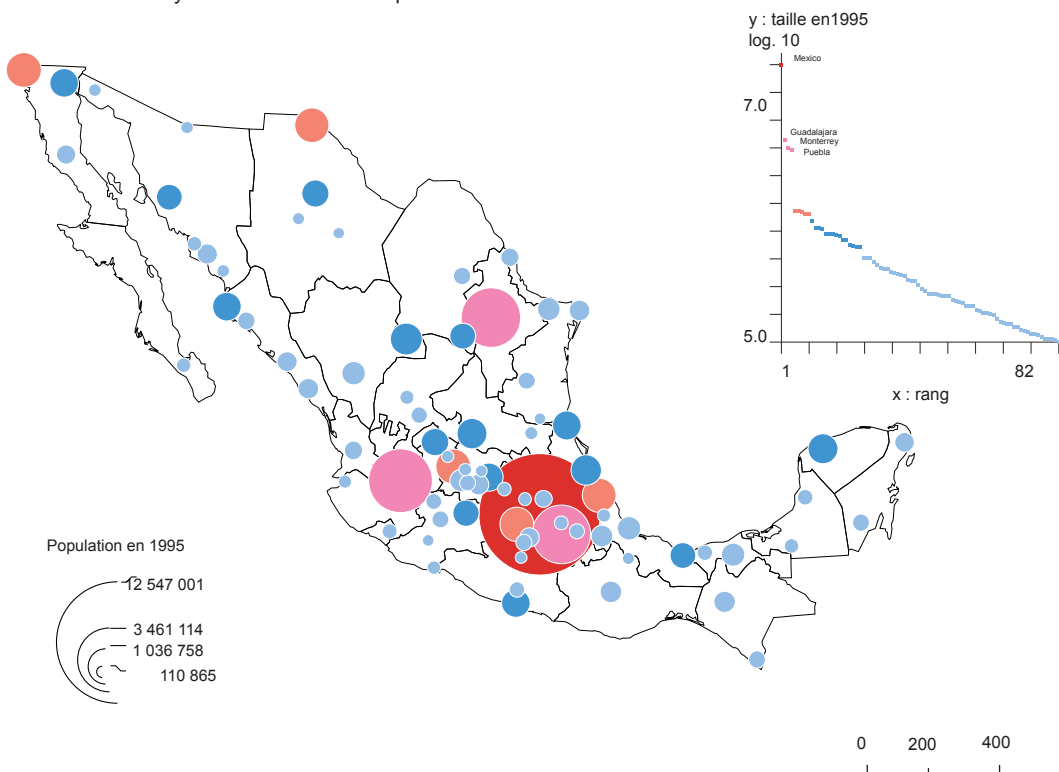 y : taille en1995
log. 10
Mexico
7.0
Guadalajara
Monterrey
Puebla
5.0
1
82
x : rang
Population en 1995
12 547 001
3 461 114
1 036 758
110 865
0
200
400